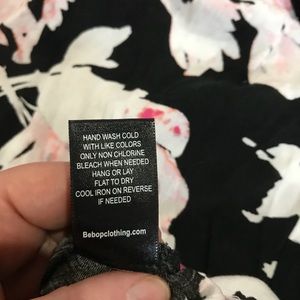 HAND WASH COLD
WITH LIKE COLORS
ONLY NON CHLORINE
BLEACH WHEN NEEDED
HANG OR LAY
FLAT TO DRY
COOL IRON ON REVERSE
IF NEEDED
Bebopclothing.com